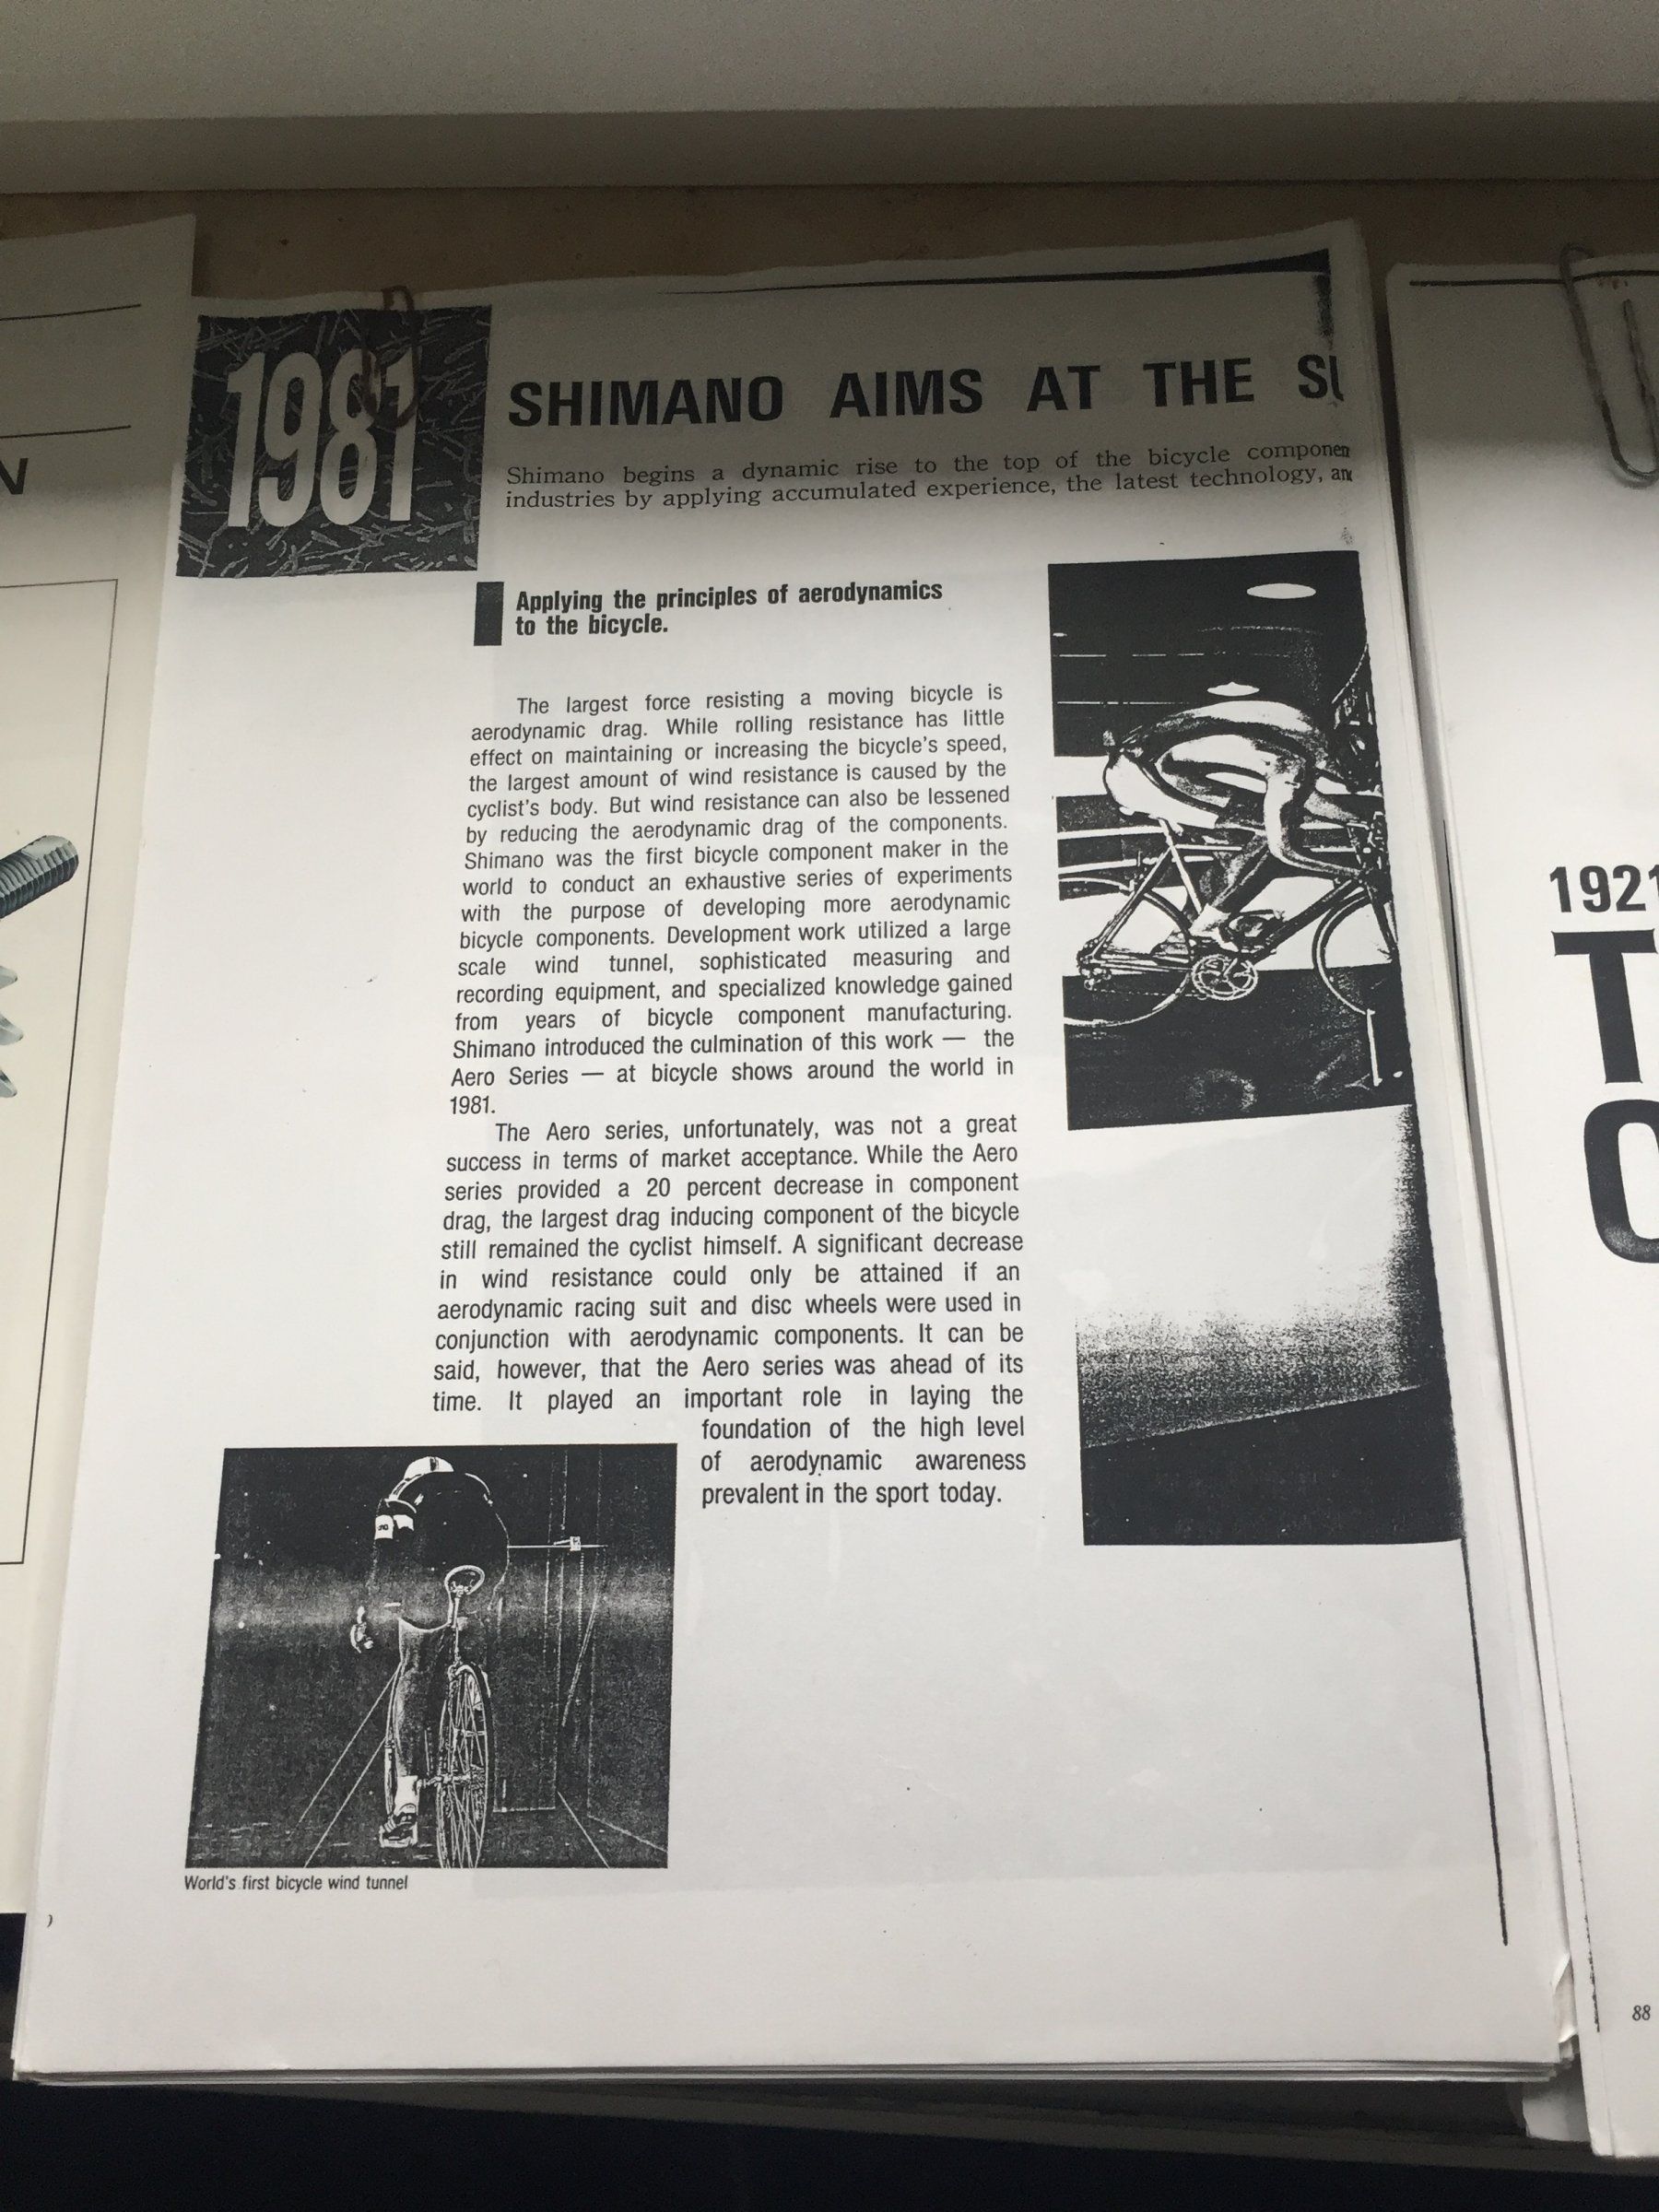 1981
SHIMANO AIMS AT THE
Shimano begins a dynamic rise to the top of the bicycle componen
industries by applying accumulated experience, the latest technology, an
Applying the principles of aerodynamics
to the bicycle.
The largest force resisting a moving bicycle is
aerodynamic drag. While rolling resistance has little
effect on maintaining or increasing the bicycle's speed,
the largest amount of wind resistance is caused by the
cyclist's body. But wind resistance can also be lessened
by reducing the aerodynamic drag of the components.
Shimano was the first bicycle component maker in the
world to conduct an exhaustive series of experiments
with the purpose of developing more aerodynamic
bicycle components. Development work utilized a large
scale wind tunnel, sophisticated measuring and
recording equipment, and specialized knowledge gained
from years of bicycle component manufacturing.
Shimano introduced the culmination of this work — the
Aero Series — at bicycle shows around the world in
1981.
The Aero series, unfortunately, was not a great
success in terms of market acceptance. While the Aero
series provided a 20 percent decrease in component
drag, the largest drag inducing component of the bicycle
still remained the cyclist himself. A significant decrease
in wind resistance could only be attained if an
aerodynamic racing suit and disc wheels were used in
conjunction with aerodynamic components. It can be
said, however, that the Aero series was ahead of its
time. It played an important role in laying the
foundation of the high level
of aerodynamic awareness
prevalent in the sport today.
World's first bicycle wind tunnel
N
1921
T
O
88